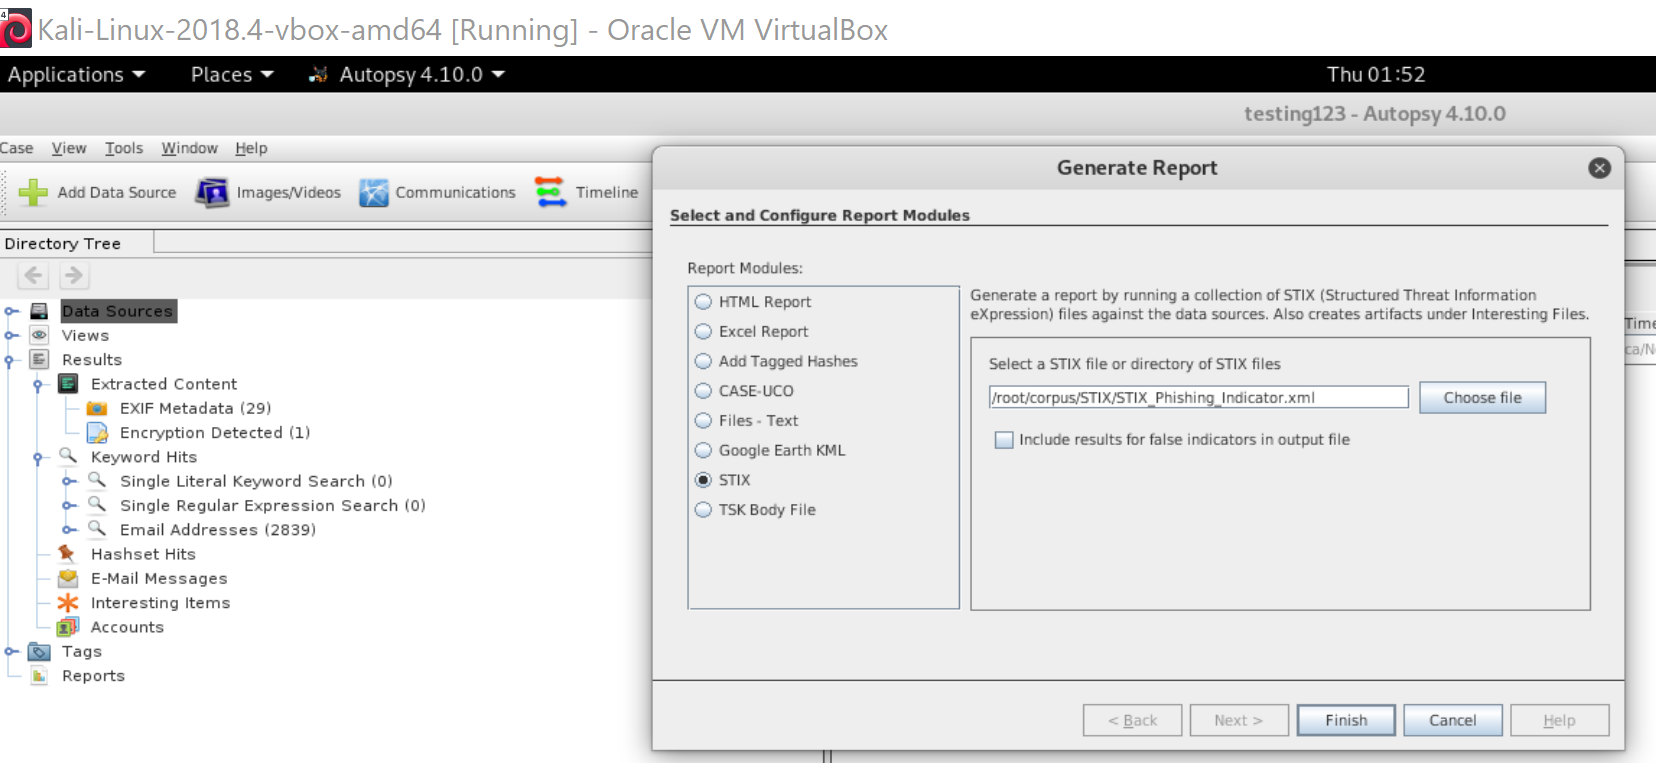 4
Kali-Linux-2018.4-vbox-amd64 [Running] - Oracle VM VirtualBox
Applications Places Autopsy 4.10.0 Thu 01:52
testing123 - Autopsy 4.10.0
Case View Tools Window Help
Add Data Source Images/Videos Communications Timeline
Directory Tree
Data Sources
Views
Results
Extracted Content
EXIF Metadata (29)
Encryption Detected (1)
Keyword Hits
Single Literal Keyword Search (0)
Single Regular Expression Search (0)
Email Addresses (2839)
Hashset Hits
E-Mail Messages
Interesting Items
Accounts
Tags
Reports
Generate Report
Select and Configure Report Modules
Report Modules:
HTML Report
Excel Report
Add Tagged Hashes
CASE-UCO
Files - Text
Google Earth KML
STIX
TSK Body File
Generate a report by running a collection of STIX (Structured Threat Information
eXpression) files against the data sources. Also creates artifacts under Interesting Files.
Select a STIX file or directory of STIX files
/root/corpus/STIX/STIX_Phishing_Indicator.xml Choose file
Include results for false indicators in output file
< Back Next > Finish Cancel Help
Time
ca/N